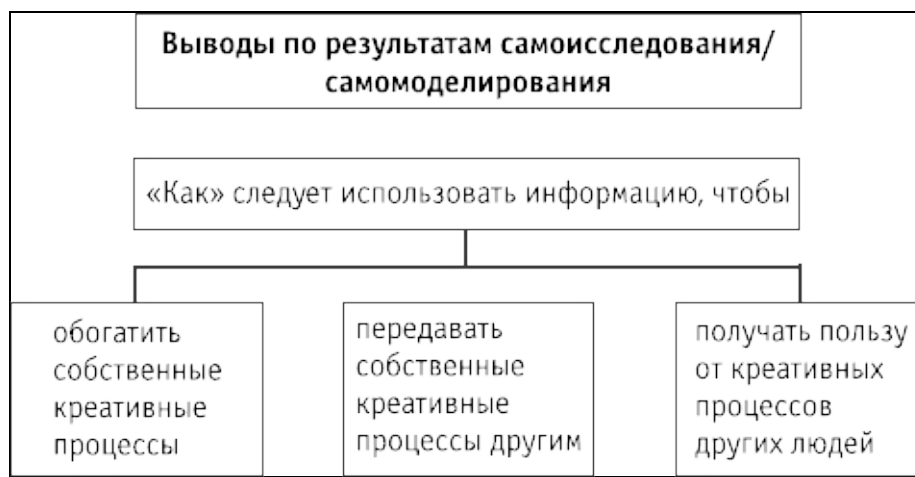 Выводы по результатам самоисследования/
самомоделирования
«Как» следует использовать информацию, чтобы
обогатить
собственные
креативные
процессы
передавать
собственные
креативные
процессы другим
получать пользу
от креативных
процессов
других людей